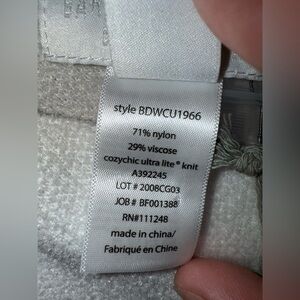 style BDWCU1966
71% nylon
29% viscose
cozychic ultra lite® knit
A392245
LOT # 2008CG03
JOB # BF001388
RN#111248
made in china/
Fabriqué en Chine